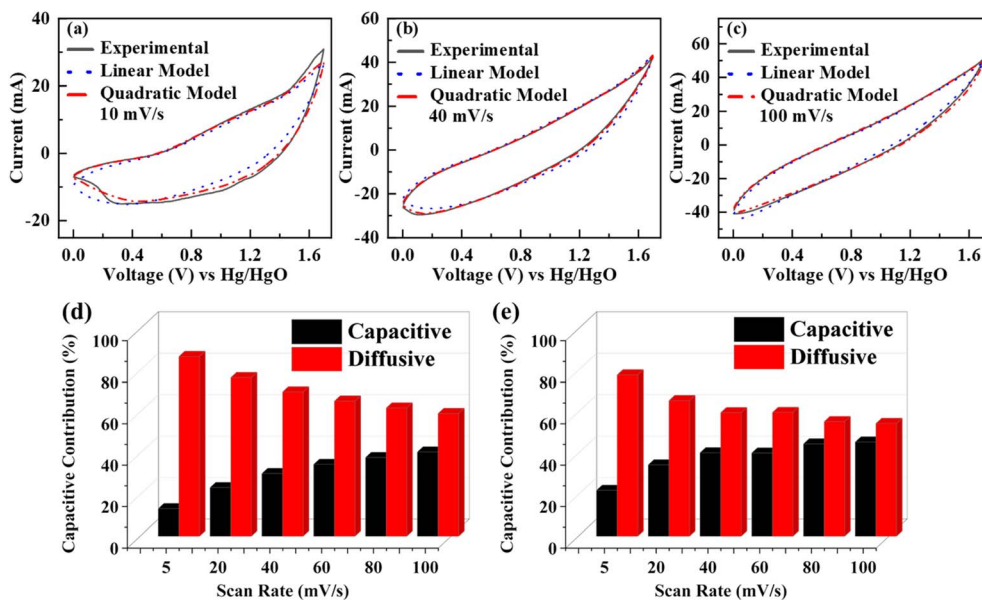 (a)
Experimental
Linear Model
Quadratic Model
10 mV/s
40
20
0
-20
Current (mA)
0.0 0.4 0.8 1.2 1.6
Voltage (V) vs Hg/HgO
(b)
Experimental
Linear Model
Quadratic Model
40 mV/s
60
40
20
0
-20
-40
Current (mA)
0.0 0.4 0.8 1.2 1.6
Voltage (V) vs Hg/HgO
(c)
Experimental
Linear Model
Quadratic Model
100 mV/s
60
40
20
0
-20
-40
Current (mA)
0.0 0.4 0.8 1.2 1.6
Voltage (V) vs Hg/HgO
(d)
Capacitive
Diffusive
100
80
60
40
20
0
Capacitive Contribution (%)
5 20 40 60 80 100
Scan Rate (mV/s)
(e)
Capacitive
Diffusive
100
80
60
40
20
0
Capacitive Contribution (%)
5 20 40 60 80 100
Scan Rate (mV/s)